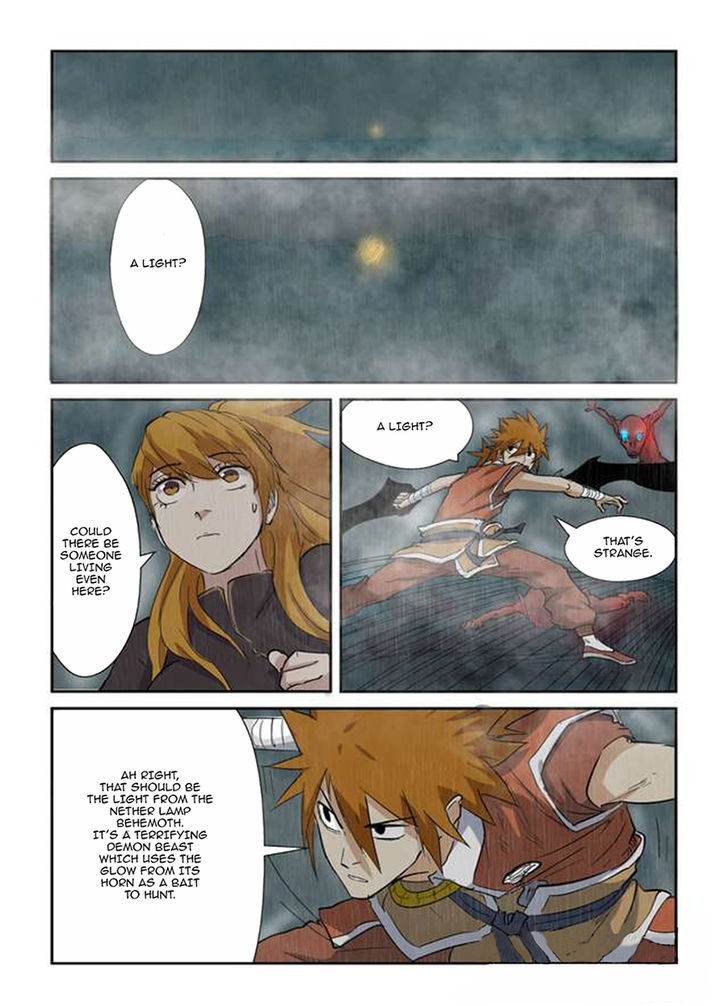 A LIGHT?
COULD
THERE BE
SOMEONE
LIVING
EVEN
HERE?
A LIGHT?
THAT'S
STRANGE.
AH RIGHT,
THAT SHOULD BE
THE LIGHT FROM THE
NETHER LAMP
BEHEMOTH.
IT'S A TERRIFYING
DEMON BEAST
WHICH USES THE
GLOW FROM ITS
HORN AS A BAIT
TO HUNT.